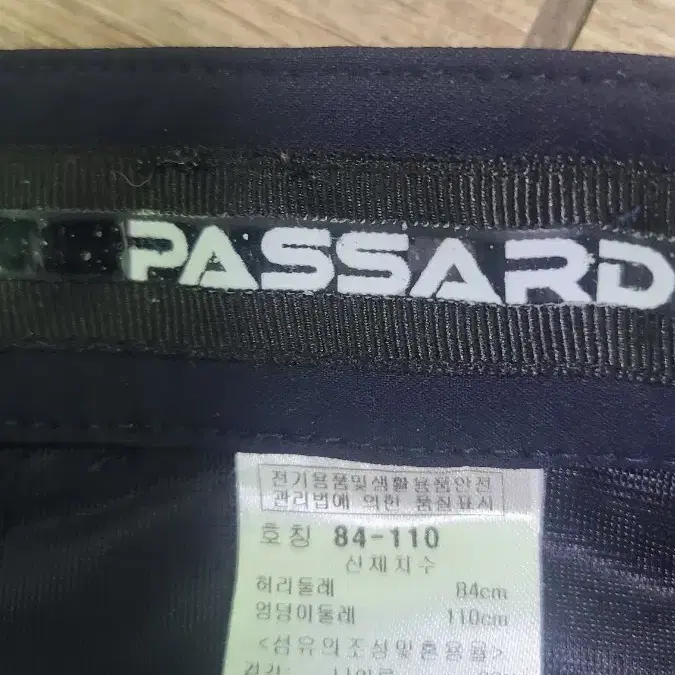 PASSARD
전기용품및생활용품안전
관리법에 의한 품질표시
호칭 84-110
신체치수
허리둘레 84cm
엉덩이둘레 110cm
<섬유의조성및혼용율>